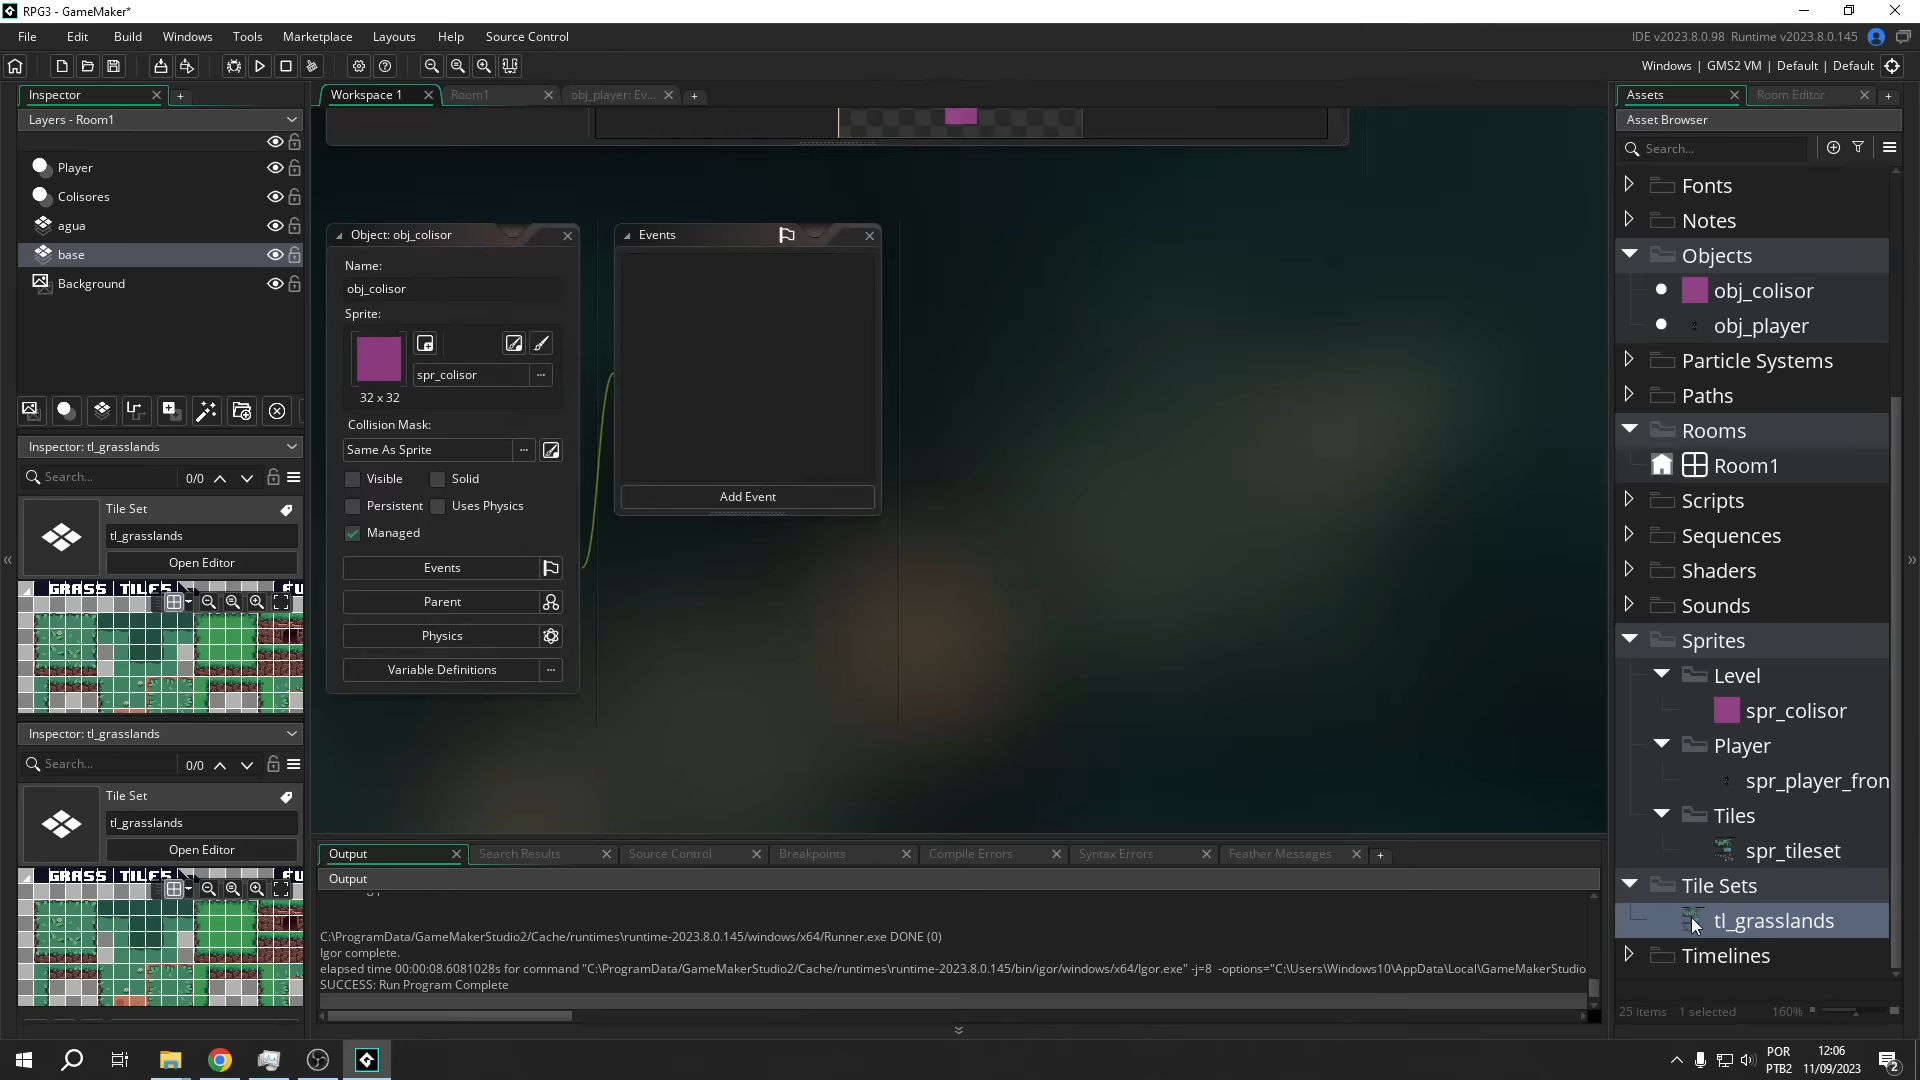 RPG3 - GameMaker*
File Edit Build Windows Tools Marketplace Layouts Help Source Control
IDE v2023.8.0.98 Runtime v2023.8.0.145
Windows | GMS2 VM | Default | Default
Inspector
Layers - Room1
Player
Colisores
agua
base
Background
Inspector: tl_grasslands
Search... 0/0
Tile Set
tl_grasslands
Open Editor
GRASS TILES
Inspector: tl_grasslands
Search... 0/0
Tile Set
tl_grasslands
Open Editor
GRASS TILES
Workspace 1
Room1
obj_player: Ev...
Object: obj_colisor
Name:
obj_colisor
Sprite:
spr_colisor
32 x 32
Collision Mask:
Same As Sprite
Visible
Solid
Persistent
Uses Physics
Managed
Events
Parent
Physics
Variable Definitions
Events
Add Event
Output
Search Results
Source Control
Breakpoints
Compile Errors
Syntax Errors
Feather Messages
Output
C:\ProgramData/GameMakerStudio2/Cache/runtimes\runtime-2023.8.0.145/windows/x64/Runner.exe DONE (0)
Igor complete.
elapsed time 00:00:08.6081028s for command "C:\ProgramData/GameMakerStudio2/Cache/runtimes\runtime-2023.8.0.145/bin/igor/windows/x64/Igor.exe" -j=8 -options="C:\Users\Windows10\AppData\Local\GameMakerStudio
SUCCESS: Run Program Complete
Assets
Room Editor
Asset Browser
Search...
Fonts
Notes
Objects
obj_colisor
obj_player
Particle Systems
Paths
Rooms
Room1
Scripts
Sequences
Shaders
Sounds
Sprites
Level
spr_colisor
Player
spr_player_fron
Tiles
spr_tileset
Tile Sets
tl_grasslands
Timelines
25 items 1 selected 160%
POR
PTB2
12:06
11/09/2023
2